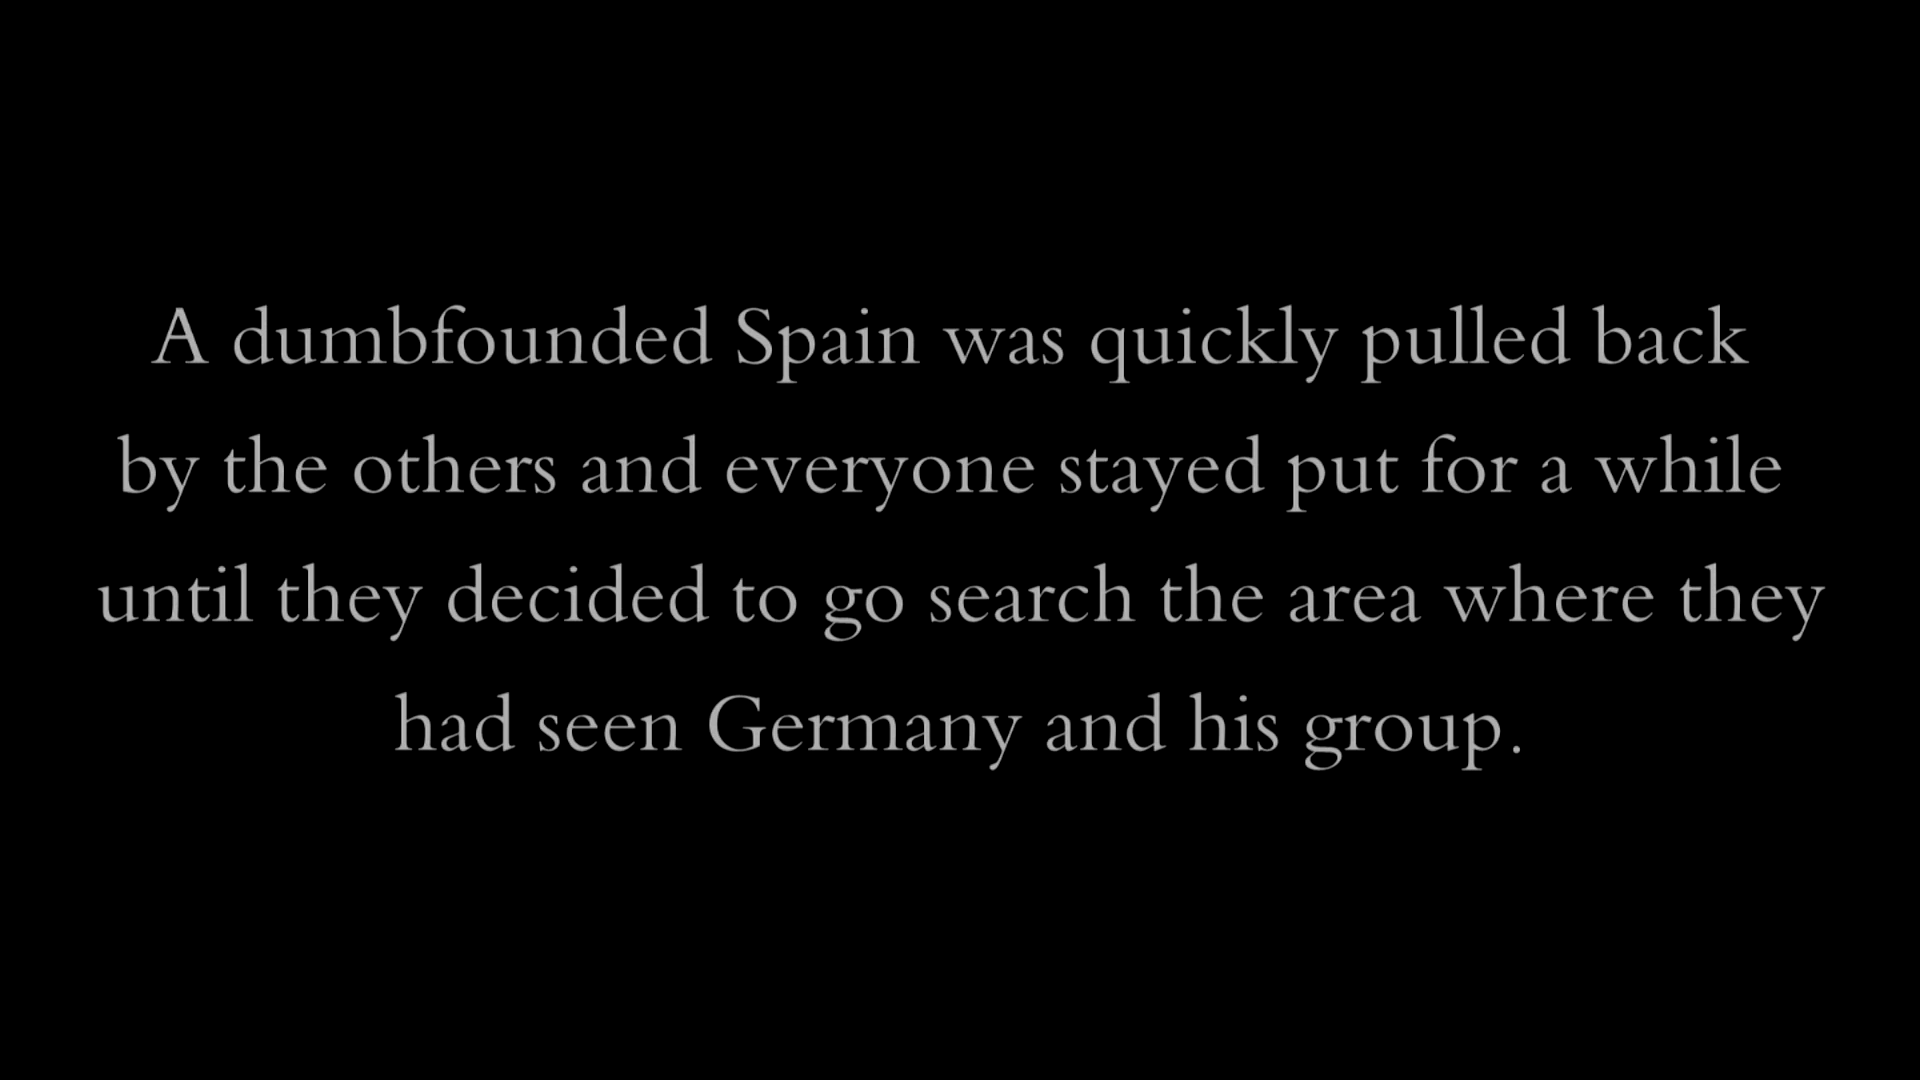 A dumbfounded Spain was quickly pulled back
by the others and everyone stayed put for a while
until they decided to go search the area where they
had seen Germany and his group.